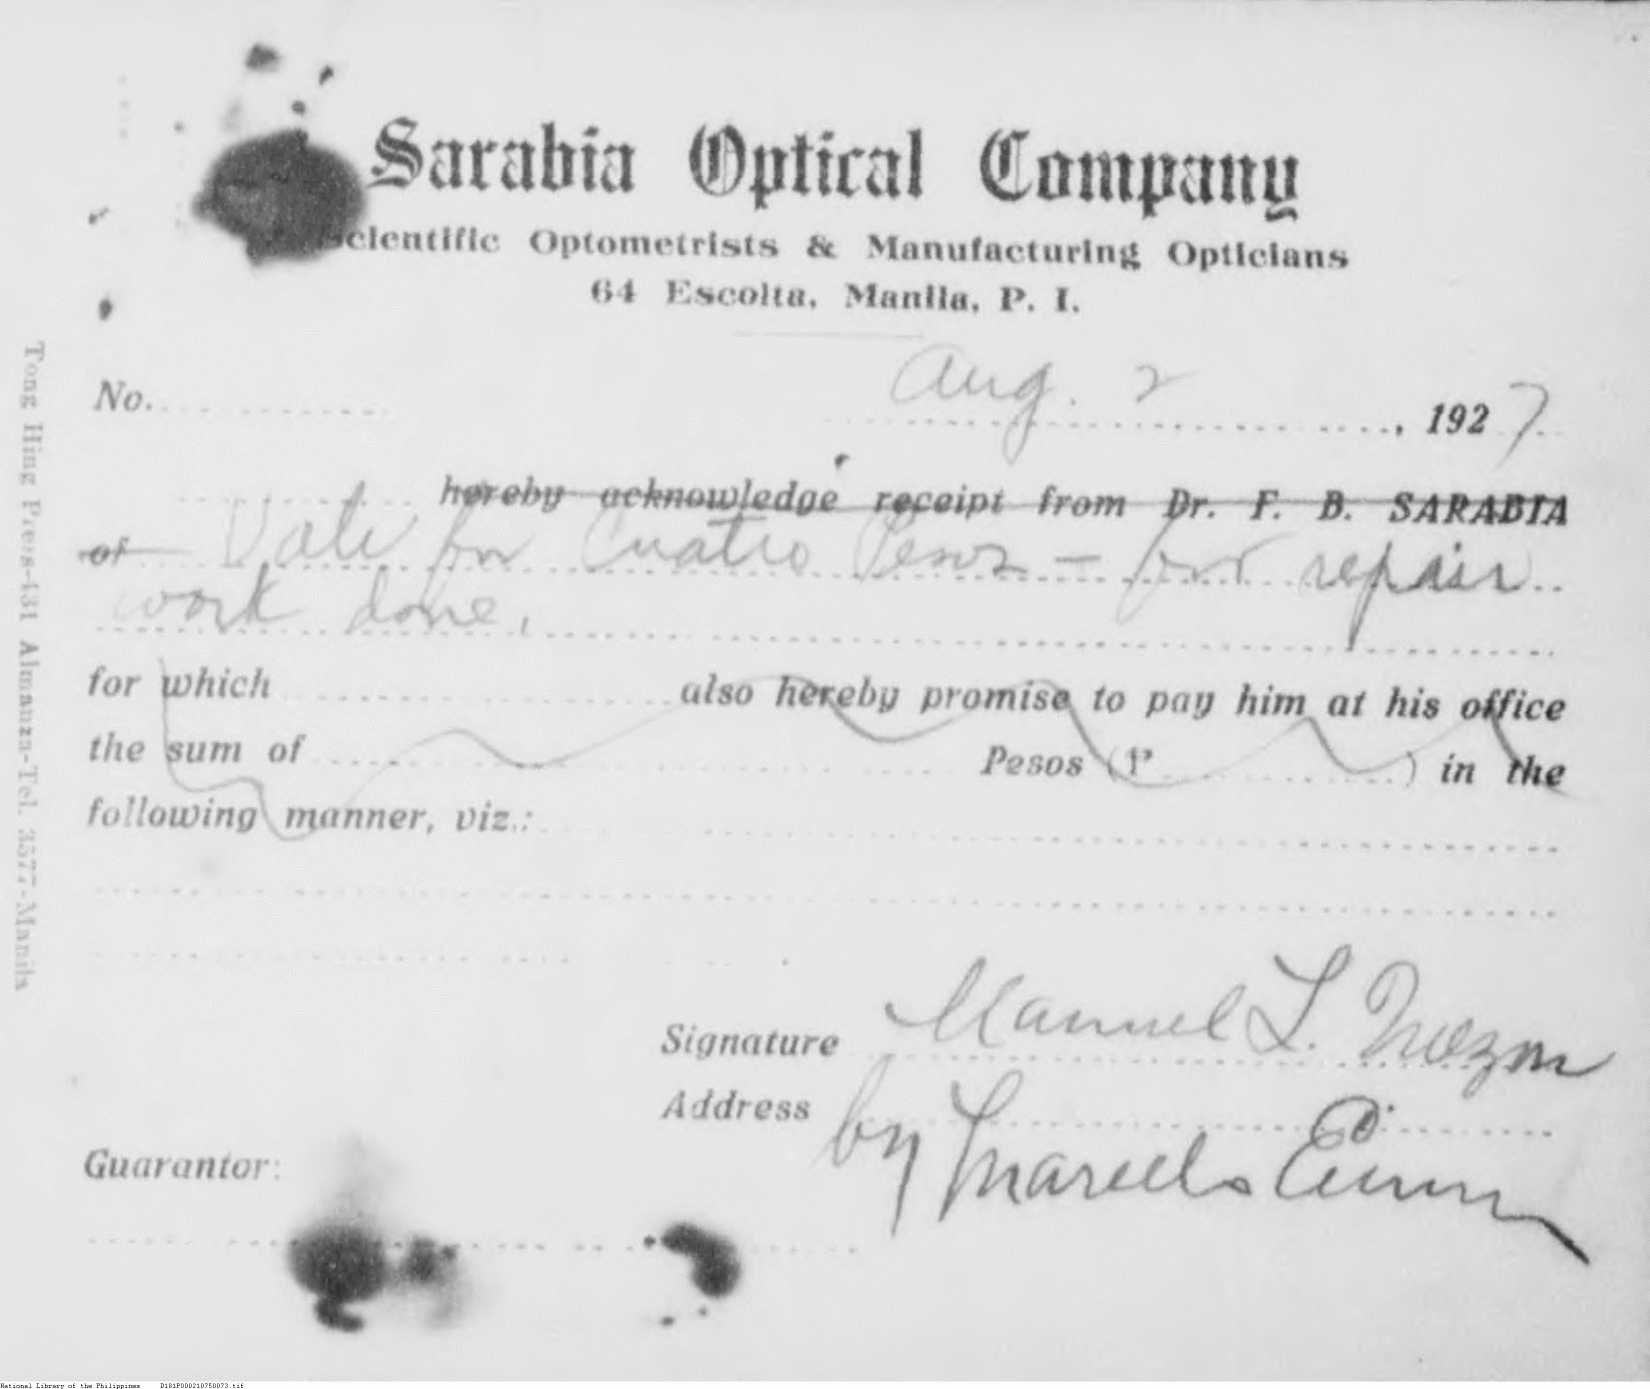 Sarabia Optical Company
Scientific Optometrists & Manufacturing Opticians
64 Escolta, Manila, P. I.
No. Aug. 2, 1927
hereby acknowledge receipt from Dr. F. B. SARABIA
of Vale for Cuatro Pesos — for repair
work done.
for which also hereby promise to pay him at his office
the sum of Pesos (₱ ) in the
following manner, viz.:
Signature Manuel L. Quezon
Address by Marcelo
Guarantor:
Tong Hing Press-431 Almanza-Tel. 3577-Manila
National Library of the Philippines D181P000210750073.tif